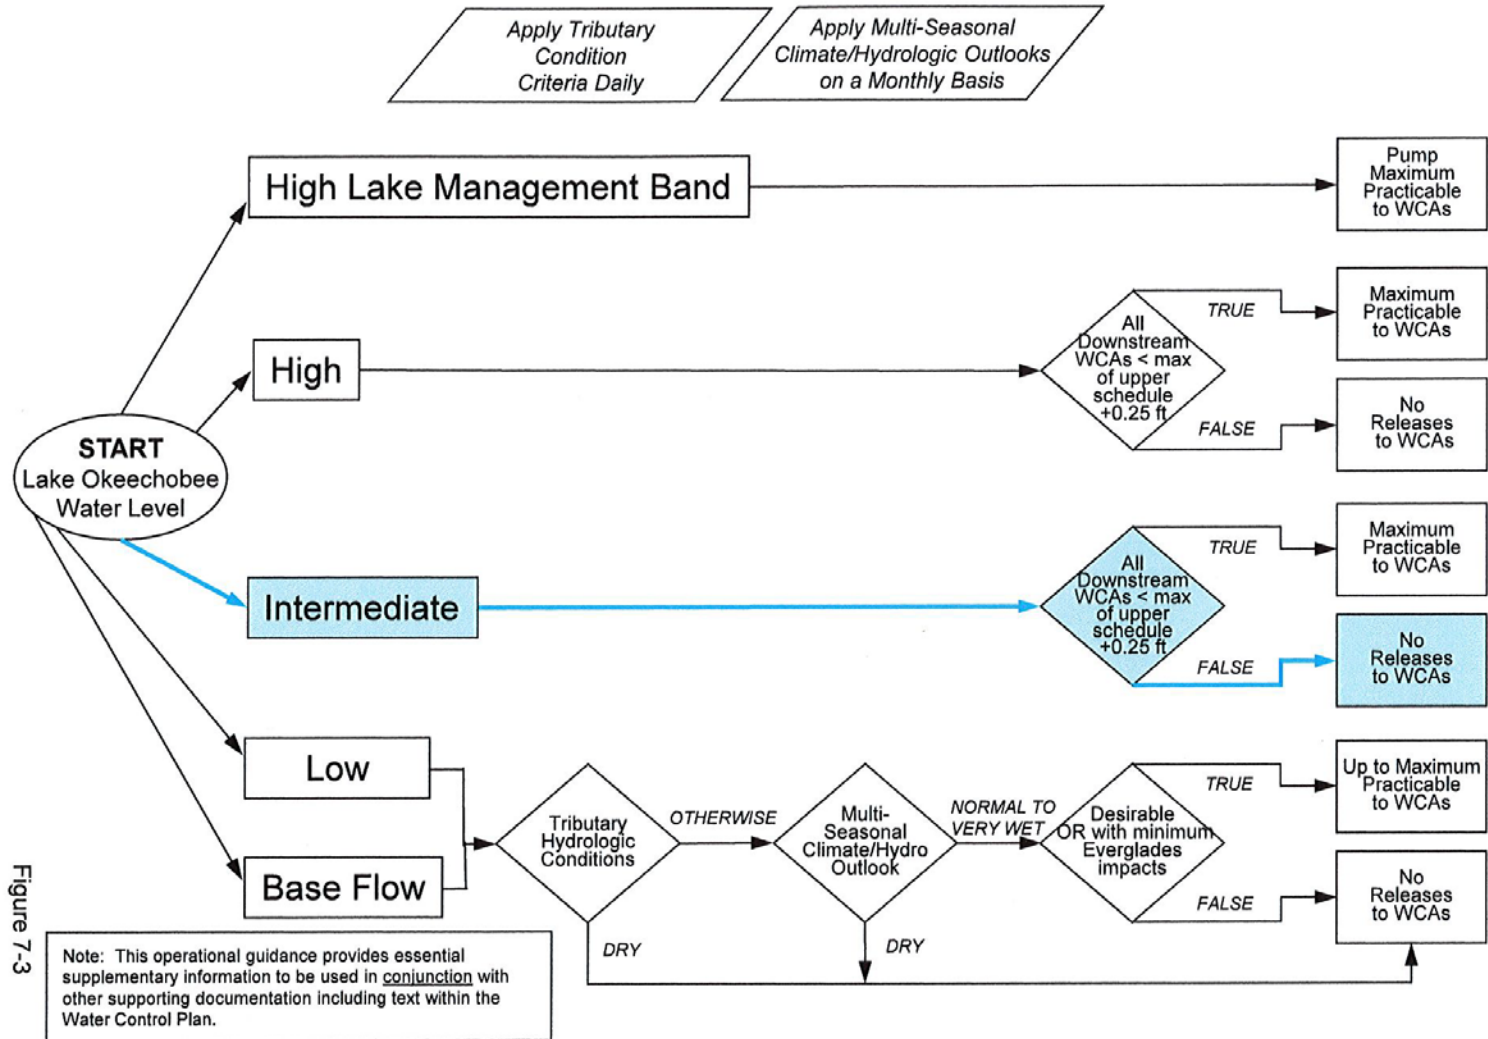 Apply Tributary
Condition
Criteria Daily
Apply Multi-Seasonal
Climate/Hydrologic Outlooks
on a Monthly Basis
High Lake Management Band
Pump
Maximum
Practicable
to WCAs
High
All
Downstream
WCAs < max
of upper
schedule
+0.25 ft
TRUE
Maximum
Practicable
to WCAs
FALSE
No
Releases
to WCAs
START
Lake Okeechobee
Water Level
Intermediate
All
Downstream
WCAs < max
of upper
schedule
+0.25 ft
TRUE
Maximum
Practicable
to WCAs
FALSE
No
Releases
to WCAs
Low
Base Flow
Tributary
Hydrologic
Conditions
OTHERWISE
DRY
Multi-
Seasonal
Climate/Hydro
Outlook
NORMAL TO
VERY WET
DRY
Desirable
OR with minimum
Everglades
impacts
TRUE
Up to Maximum
Practicable
to WCAs
FALSE
No
Releases
to WCAs
Figure 7-3
Note: This operational guidance provides essential
supplementary information to be used in conjunction with
other supporting documentation including text within the
Water Control Plan.